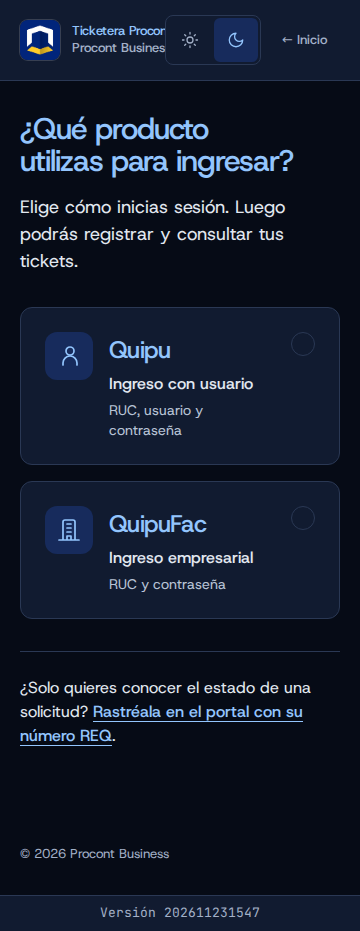 Ticketera Procor
Procont Busines
← Inicio
¿Qué producto
utilizas para ingresar?
Elige cómo inicias sesión. Luego
podrás registrar y consultar tus
tickets.
Quipu
Ingreso con usuario
RUC, usuario y
contraseña
QuipuFac
Ingreso empresarial
RUC y contraseña
¿Solo quieres conocer el estado de una
solicitud? Rastréala en el portal con su
número REQ.
© 2026 Procont Business
Versión 202611231547